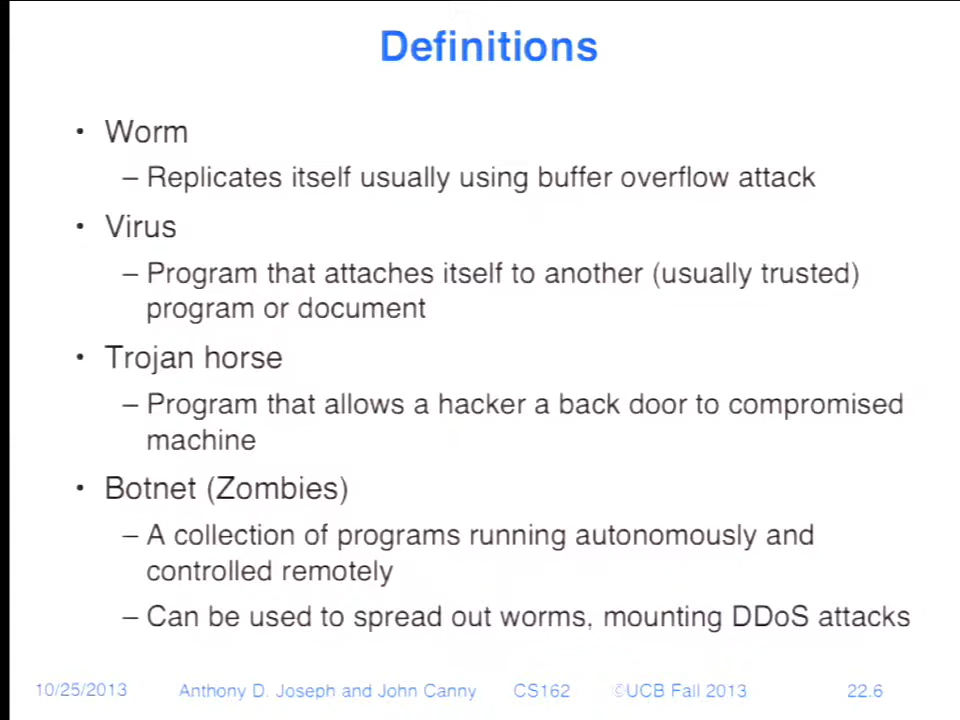 Definitions
• Worm
– Replicates itself usually using buffer overflow attack
• Virus
– Program that attaches itself to another (usually trusted)
program or document
• Trojan horse
– Program that allows a hacker a back door to compromised
machine
• Botnet (Zombies)
– A collection of programs running autonomously and
controlled remotely
– Can be used to spread out worms, mounting DDoS attacks
10/25/2013 Anthony D. Joseph and John Canny CS162 ©UCB Fall 2013 22.6